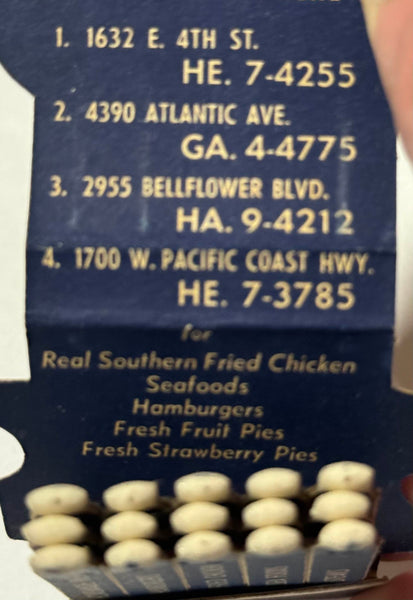 1. 1632 E. 4TH ST.
HE. 7-4255
2. 4390 ATLANTIC AVE.
GA. 4-4775
3. 2955 BELLFLOWER BLVD.
HA. 9-4212
4. 1700 W. PACIFIC COAST HWY.
HE. 7-3785
for
Real Southern Fried Chicken
Seafoods
Hamburgers
Fresh Fruit Pies
Fresh Strawberry Pies